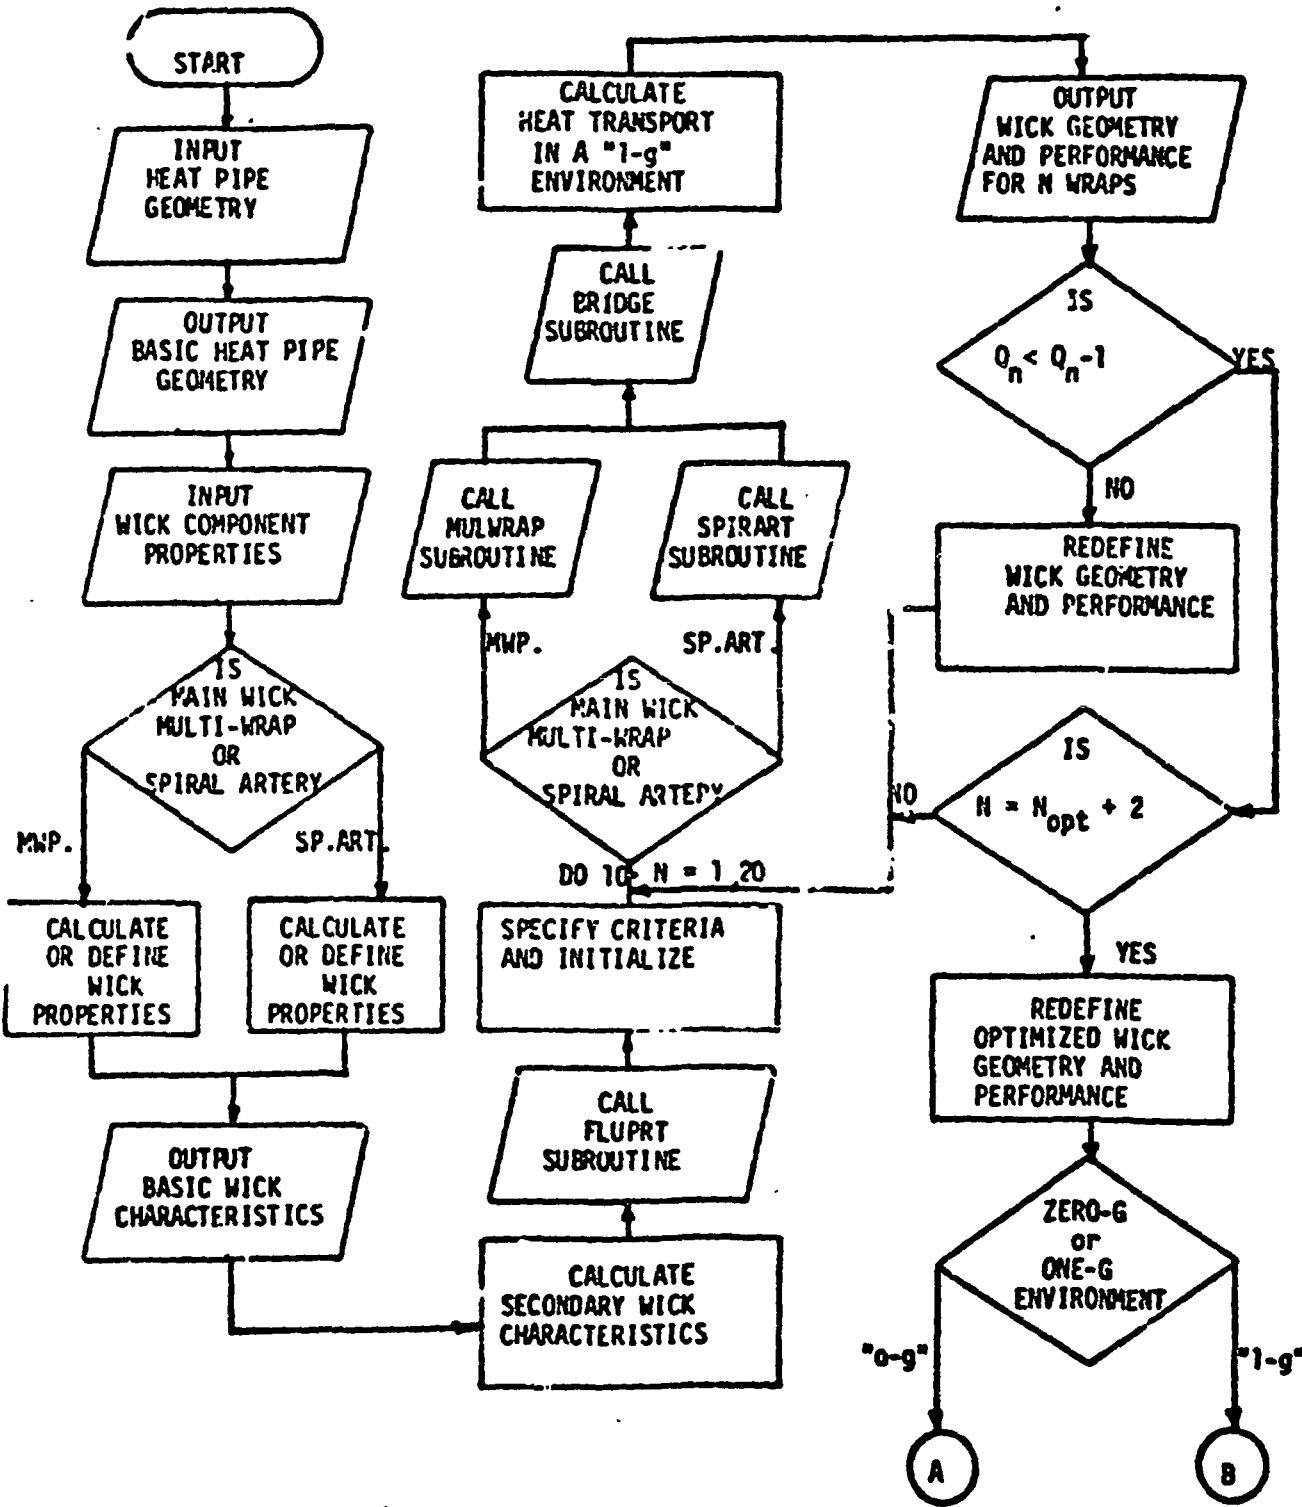 START
INPUT
HEAT PIPE
GEOMETRY
OUTPUT
BASIC HEAT PIPE
GEOMETRY
INPUT
WICK COMPONENT
PROPERTIES
IS
MAIN WICK
MULTI-WRAP
OR
SPIRAL ARTERY
MWP.
SP.ART.
CALCULATE
OR DEFINE
WICK
PROPERTIES
CALCULATE
OR DEFINE
WICK
PROPERTIES
OUTPUT
BASIC WICK
CHARACTERISTICS
CALCULATE
SECONDARY WICK
CHARACTERISTICS
CALL
FLUPRT
SUBROUTINE
SPECIFY CRITERIA
AND INITIALIZE
DO 10 N = 1,20
IS
MAIN WICK
MULTI-WRAP
OR
SPIRAL ARTERY
MWP.
SP.ART.
CALL
MULWRAP
SUBROUTINE
CALL
SPIRART
SUBROUTINE
CALL
BRIDGE
SUBROUTINE
CALCULATE
HEAT TRANSPORT
IN A "1-g"
ENVIRONMENT
OUTPUT
WICK GEOMETRY
AND PERFORMANCE
FOR N WRAPS
IS
Qn < Qn-1
YES
NO
REDEFINE
WICK GEOMETRY
AND PERFORMANCE
IS
N = Nopt + 2
NO
YES
REDEFINE
OPTIMIZED WICK
GEOMETRY AND
PERFORMANCE
ZERO-G
or
ONE-G
ENVIRONMENT
"o-g"
"1-g"
A
B